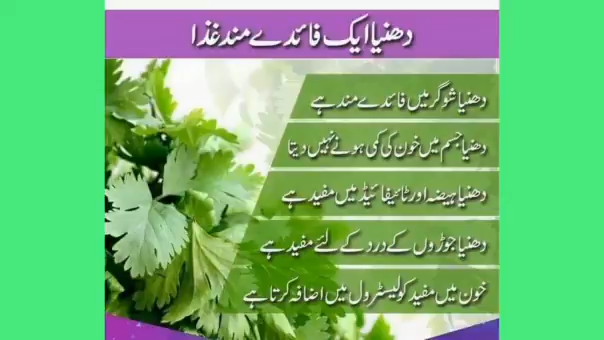 دھنیا ایک فائدے مند غذا
دھنیا شوگر میں فائدے مند ہے
دھنیا جسم میں خون کی کمی ہونے نہیں دیتا
دھنیا ہیضہ اور ٹائیفائیڈ میں مفید ہے
دھنیا جوڑوں کے درد کے لئے مفید ہے
خون میں مفید کولیسٹرول میں اضافہ کرتا ہے